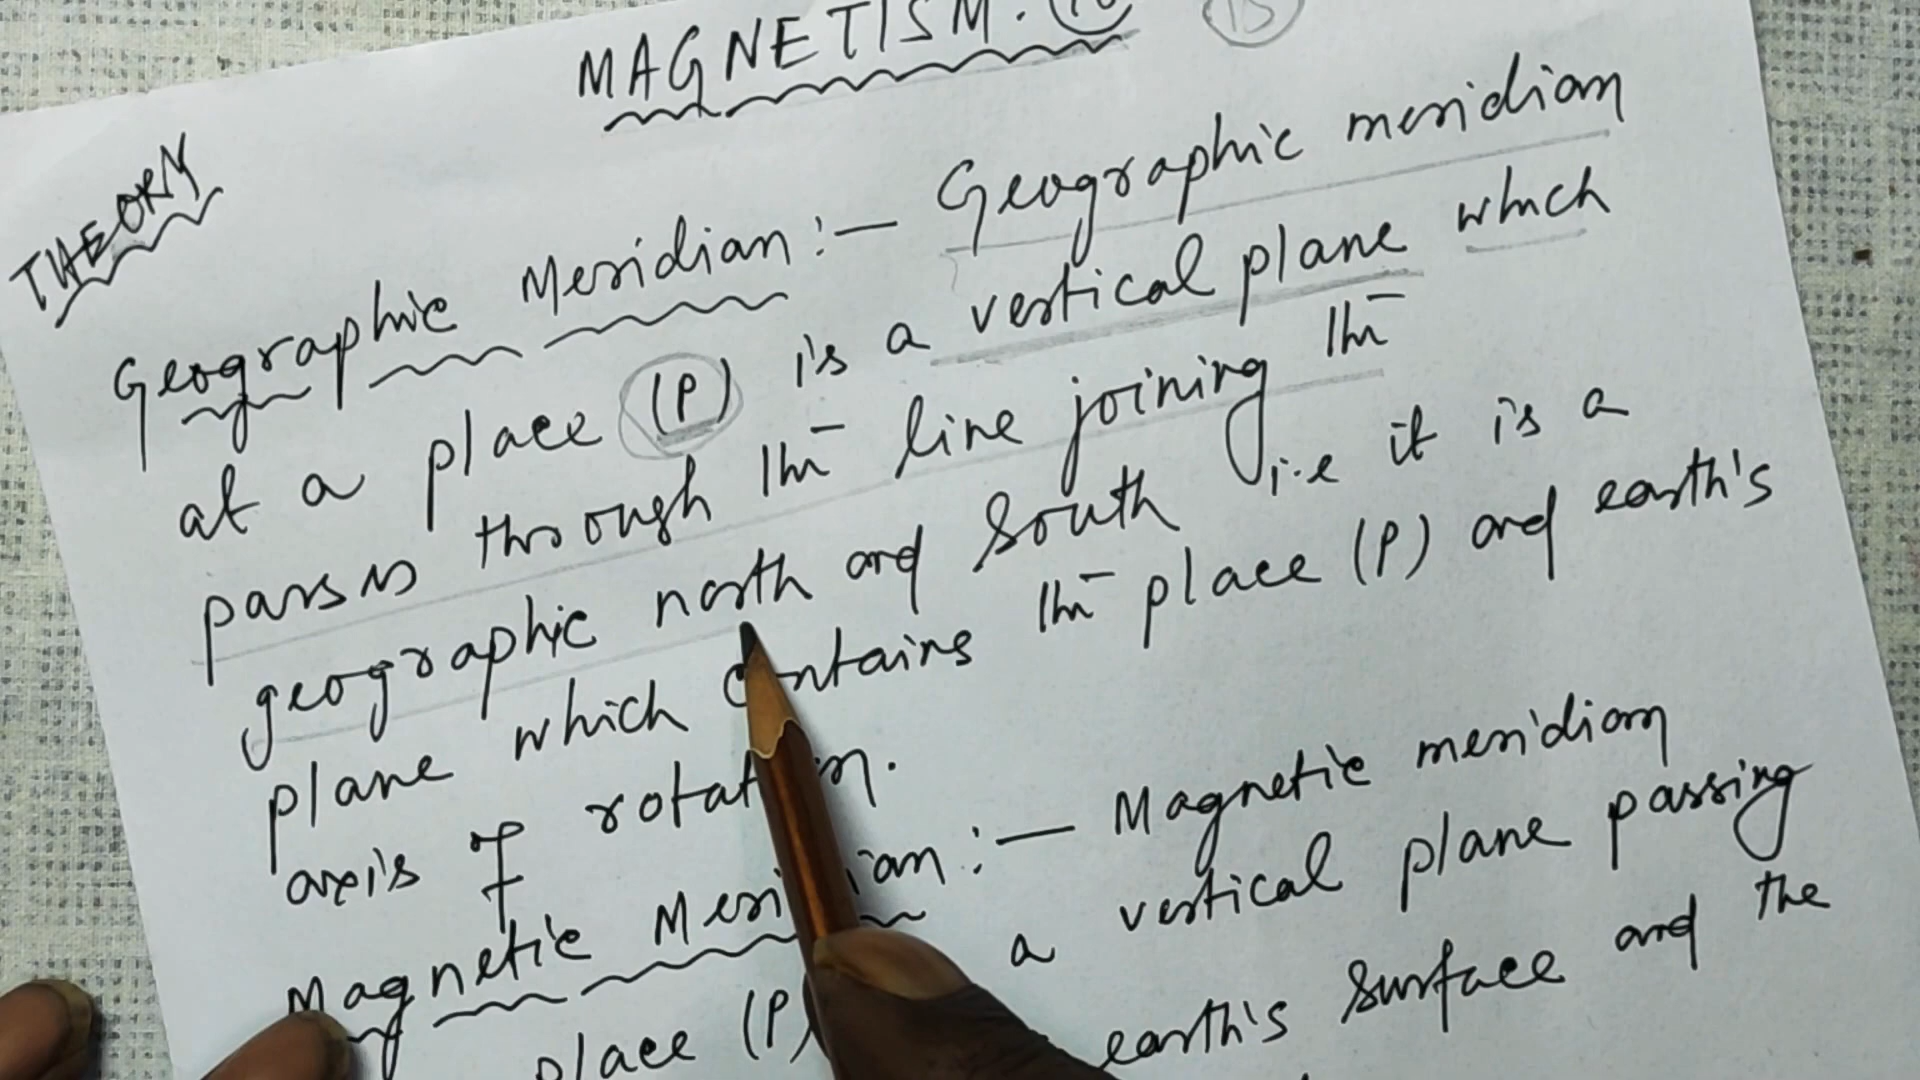 MAGNETISM.
THEORY
Geographic Meridian :- Geographic meridian
at a place (P) is a vertical plane which
passes through the line joining the
geographic north and south i.e it is a
plane which contains the place (P) and earth's
axis of rotation.
Magnetic Meridian :- Magnetic meridian
place (P) a vertical plane passing
earth's surface and the